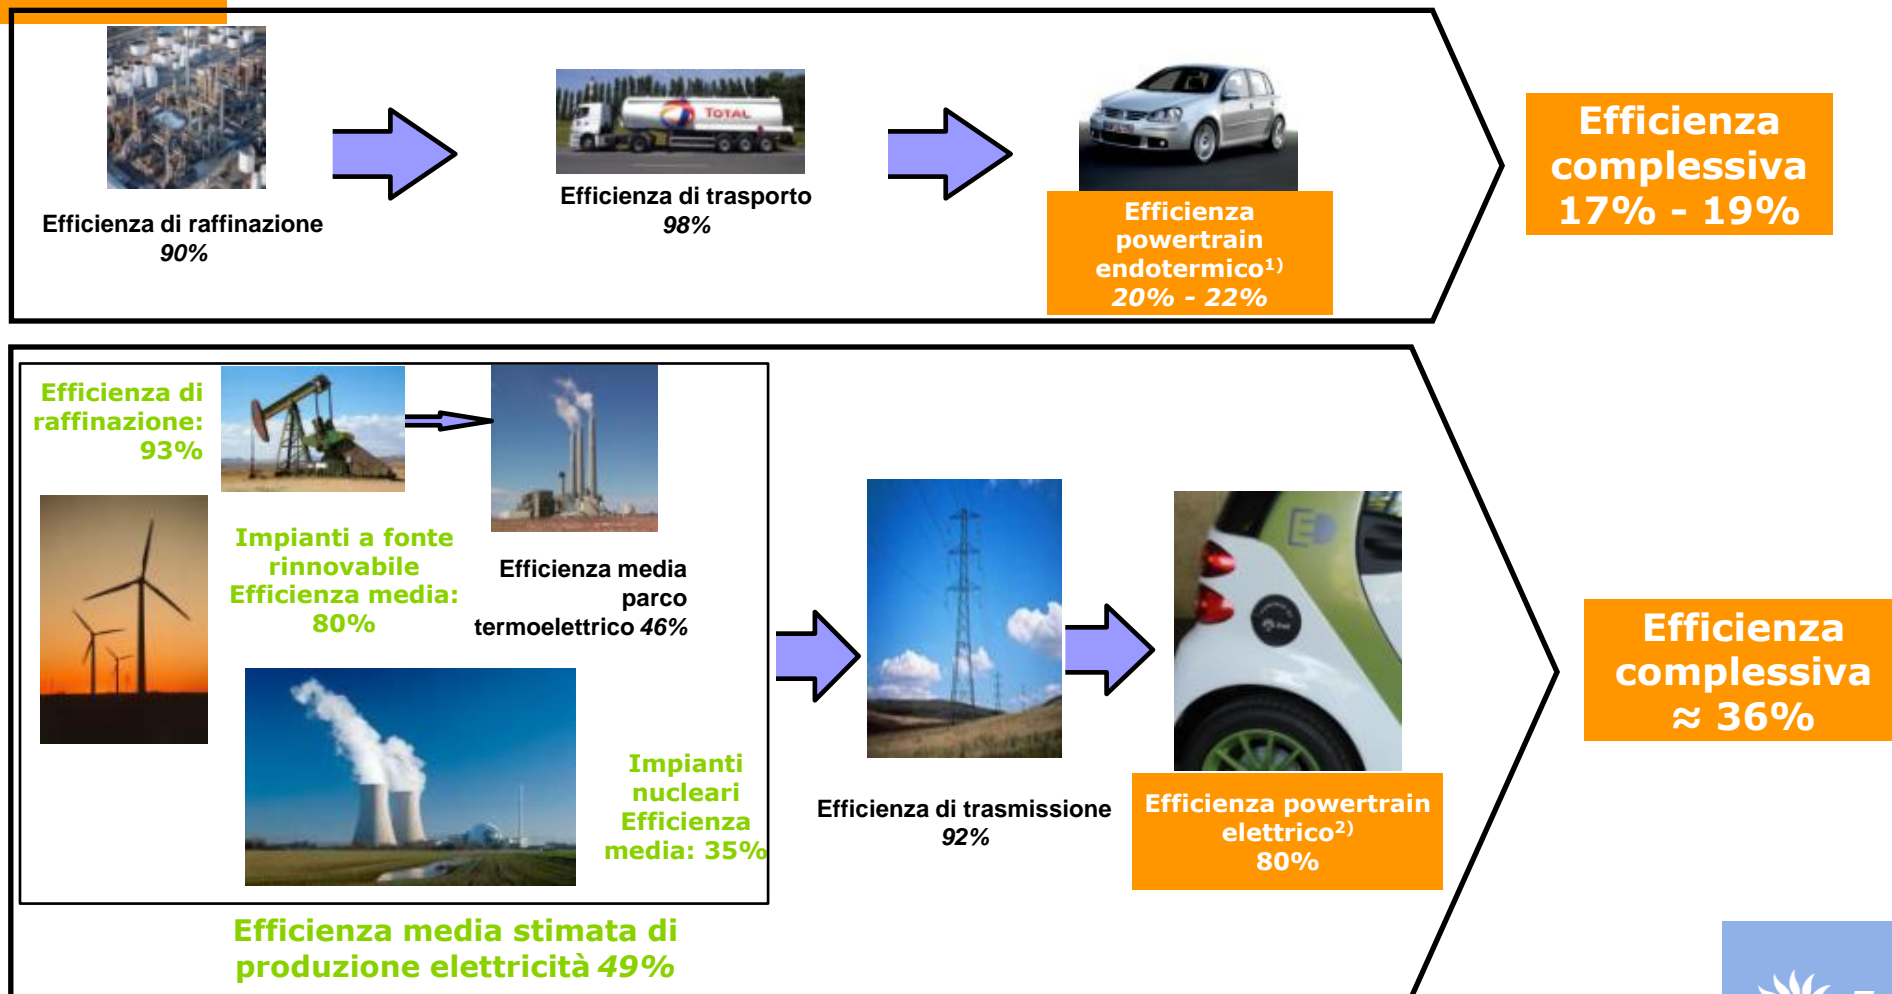 Efficienza di raffinazione
90%
TOTAL
Efficienza di trasporto
98%
Efficienza
powertrain
endotermico1)
20% - 22%
Efficienza
complessiva
17% - 19%
Efficienza di
raffinazione:
93%
Impianti a fonte
rinnovabile
Efficienza media:
80%
Efficienza media
parco
termoelettrico 46%
Impianti
nucleari
Efficienza
media: 35%
Efficienza media stimata di
produzione elettricità 49%
Efficienza di trasmissione
92%
Efficienza powertrain
elettrico2)
80%
Efficienza
complessiva
≈ 36%